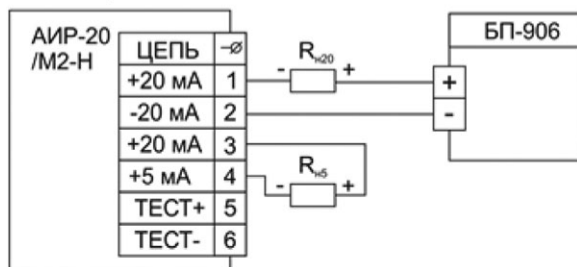 АИР-20
/М2-Н
БП-906
ЦЕПЬ
+20 мА 1 - Rн20 + +
-20 мА 2 -
+20 мА 3
+5 мА 4 - Rн5 +
ТЕСТ+ 5
ТЕСТ- 6